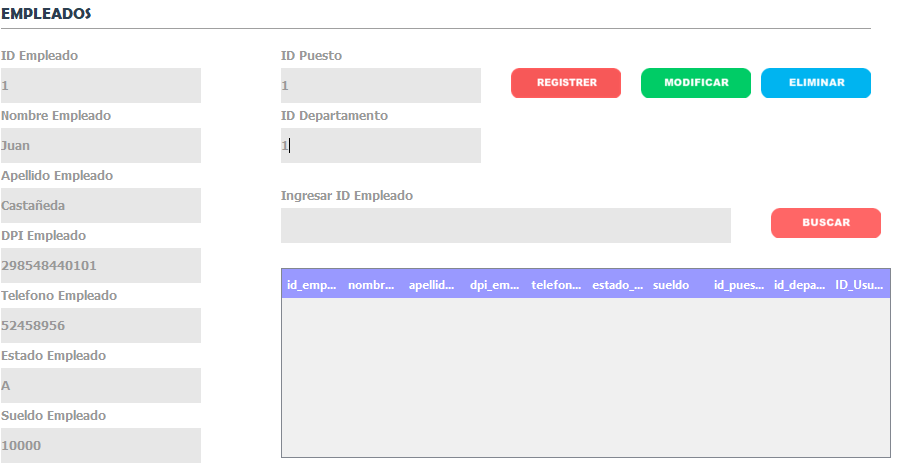 EMPLEADOS
ID Empleado
1
Nombre Empleado
Juan
Apellido Empleado
Castañeda
DPI Empleado
298548440101
Telefono Empleado
52458956
Estado Empleado
A
Sueldo Empleado
10000
ID Puesto
1
ID Departamento
1
REGISTRER MODIFICAR ELIMINAR
Ingresar ID Empleado
BUSCAR
id_emp... nombr... apellid... dpi_em... telefon... estado_... sueldo id_pues... id_depa... ID_Usu...